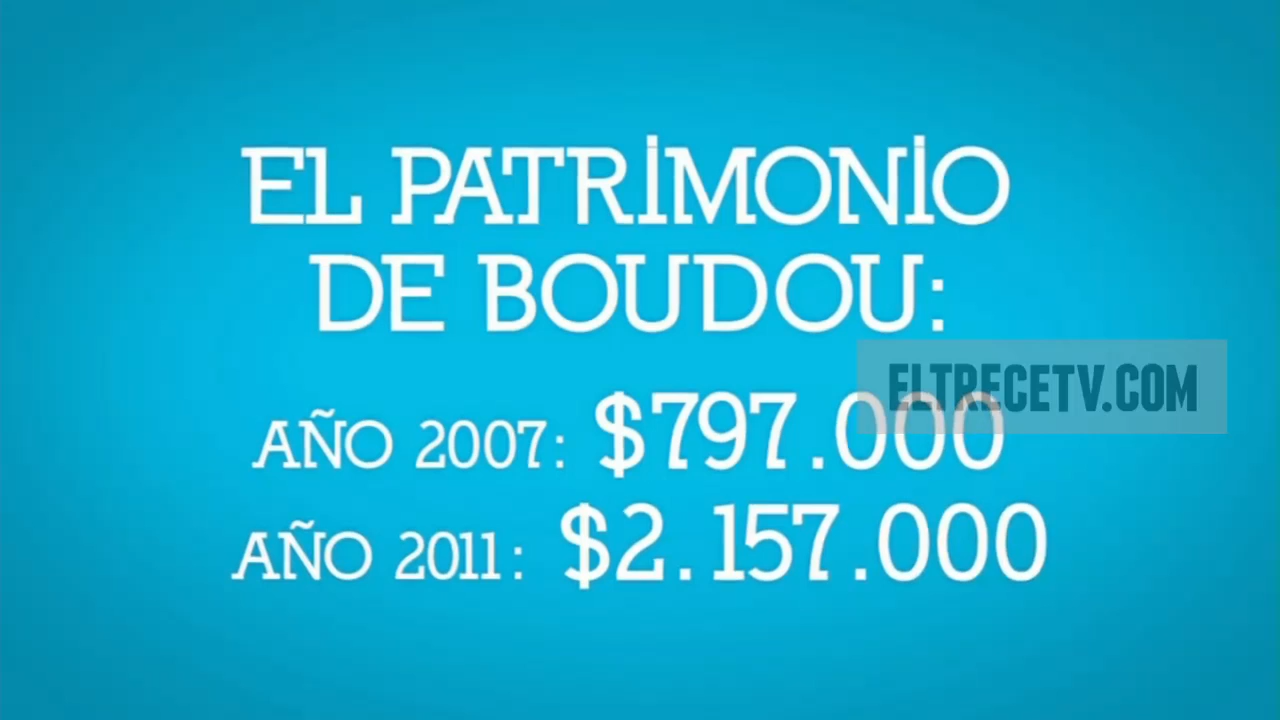 EL PATRIMONIO
DE BOUDOU:
ELTRECETV.COM
AÑO 2007: $797.000
AÑO 2011: $2.157.000